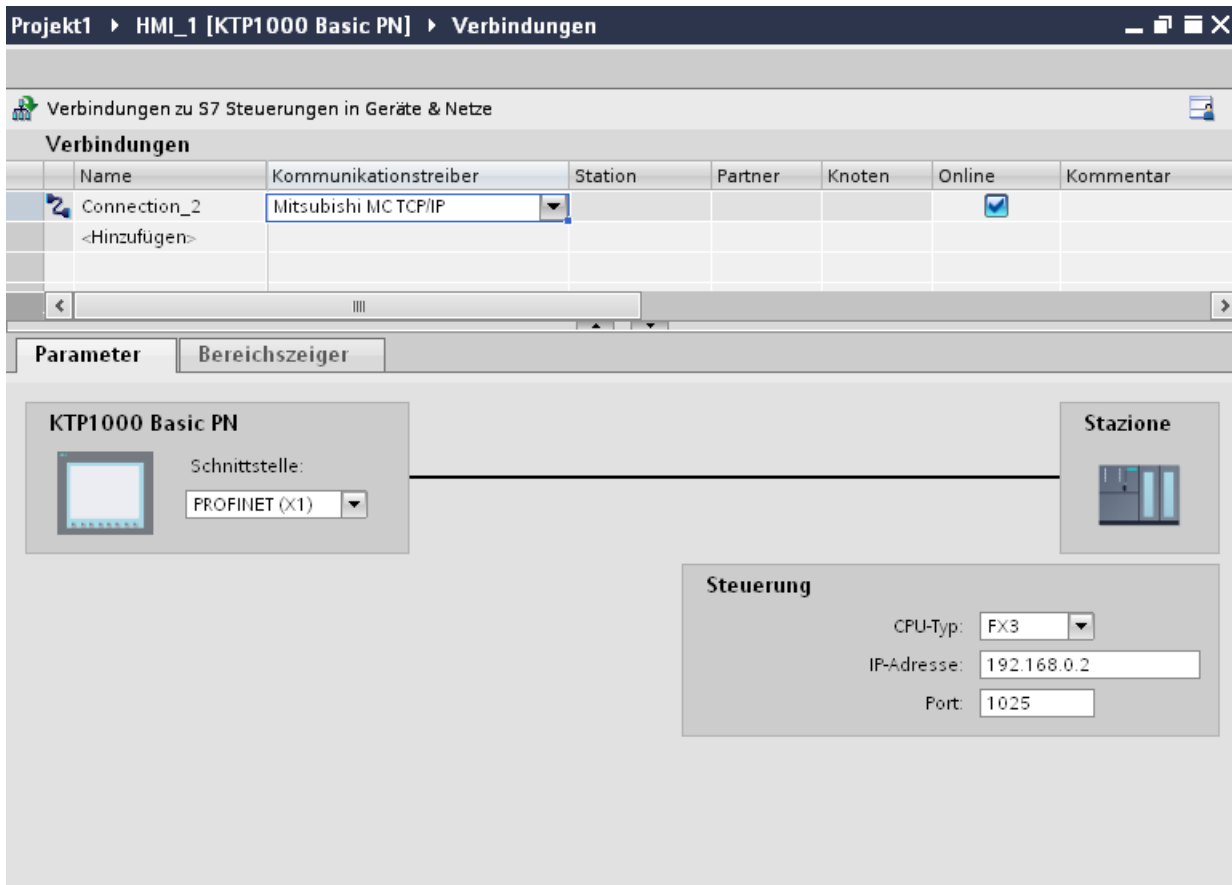 Projekt1 ▸ HMI_1 [KTP1000 Basic PN] ▸ Verbindungen
Verbindungen zu S7 Steuerungen in Geräte & Netze
Verbindungen
Name Kommunikationstreiber Station Partner Knoten Online Kommentar
Connection_2 Mitsubishi MC TCP/IP
<Hinzufügen>
Parameter Bereichszeiger
KTP1000 Basic PN
Stazione
Schnittstelle:
PROFINET (X1)
Steuerung
CPU-Typ: FX3
IP-Adresse: 192.168.0.2
Port: 1025